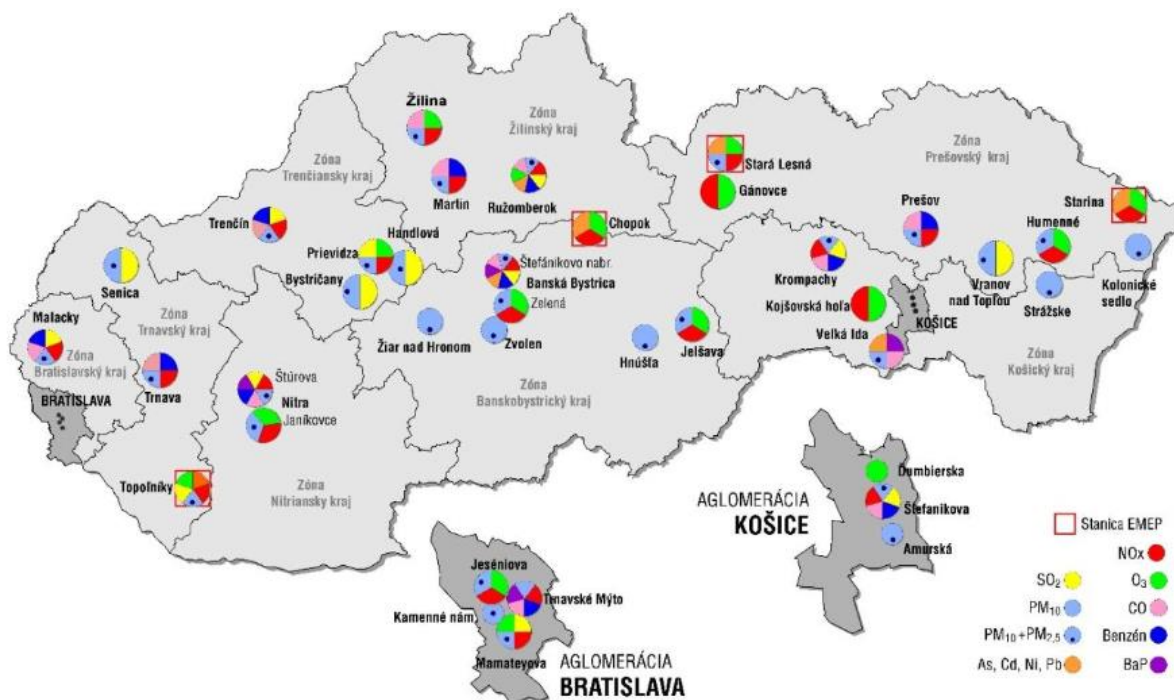 Žilina
Zóna
Žilinský kraj
Zóna
Trenčiansky kraj
Martin
Ružomberok
Stará Lesná
Gánovce
Zóna
Prešovský kraj
Starina
Prešov
Humenné
Trenčín
Handlová
Prievidza
Chopok
Štefánikovo nabr.
Banská Bystrica
Zelená
Krompachy
Vranov
nad Topľou
Kolonické
sedlo
Strážske
Senica
Bystričany
Kojšovská hoľa
KOŠICE
Malacky
Zóna
Trnavský kraj
Žiar nad Hronom
Zvolen
Hnúšťa
Jelšava
Veľká Ida
Zóna
Bratislavský kraj
Trnava
Štúrova
Nitra
Janíkovce
Zóna
Banskobystrický kraj
Zóna
Košický kraj
BRATISLAVA
Topoľníky
Zóna
Nitriansky kraj
AGLOMERÁCIA
KOŠICE
Ďumbierska
Štefanikova
Amurská
Jeséniova
Trnavské Mýto
Kamenné nám.
Mamateyova
AGLOMERÁCIA
BRATISLAVA
Stanica EMEP
NOx
SO2 O3
PM10 CO
PM10+PM2,5 Benzén
As, Cd, Ni, Pb BaP